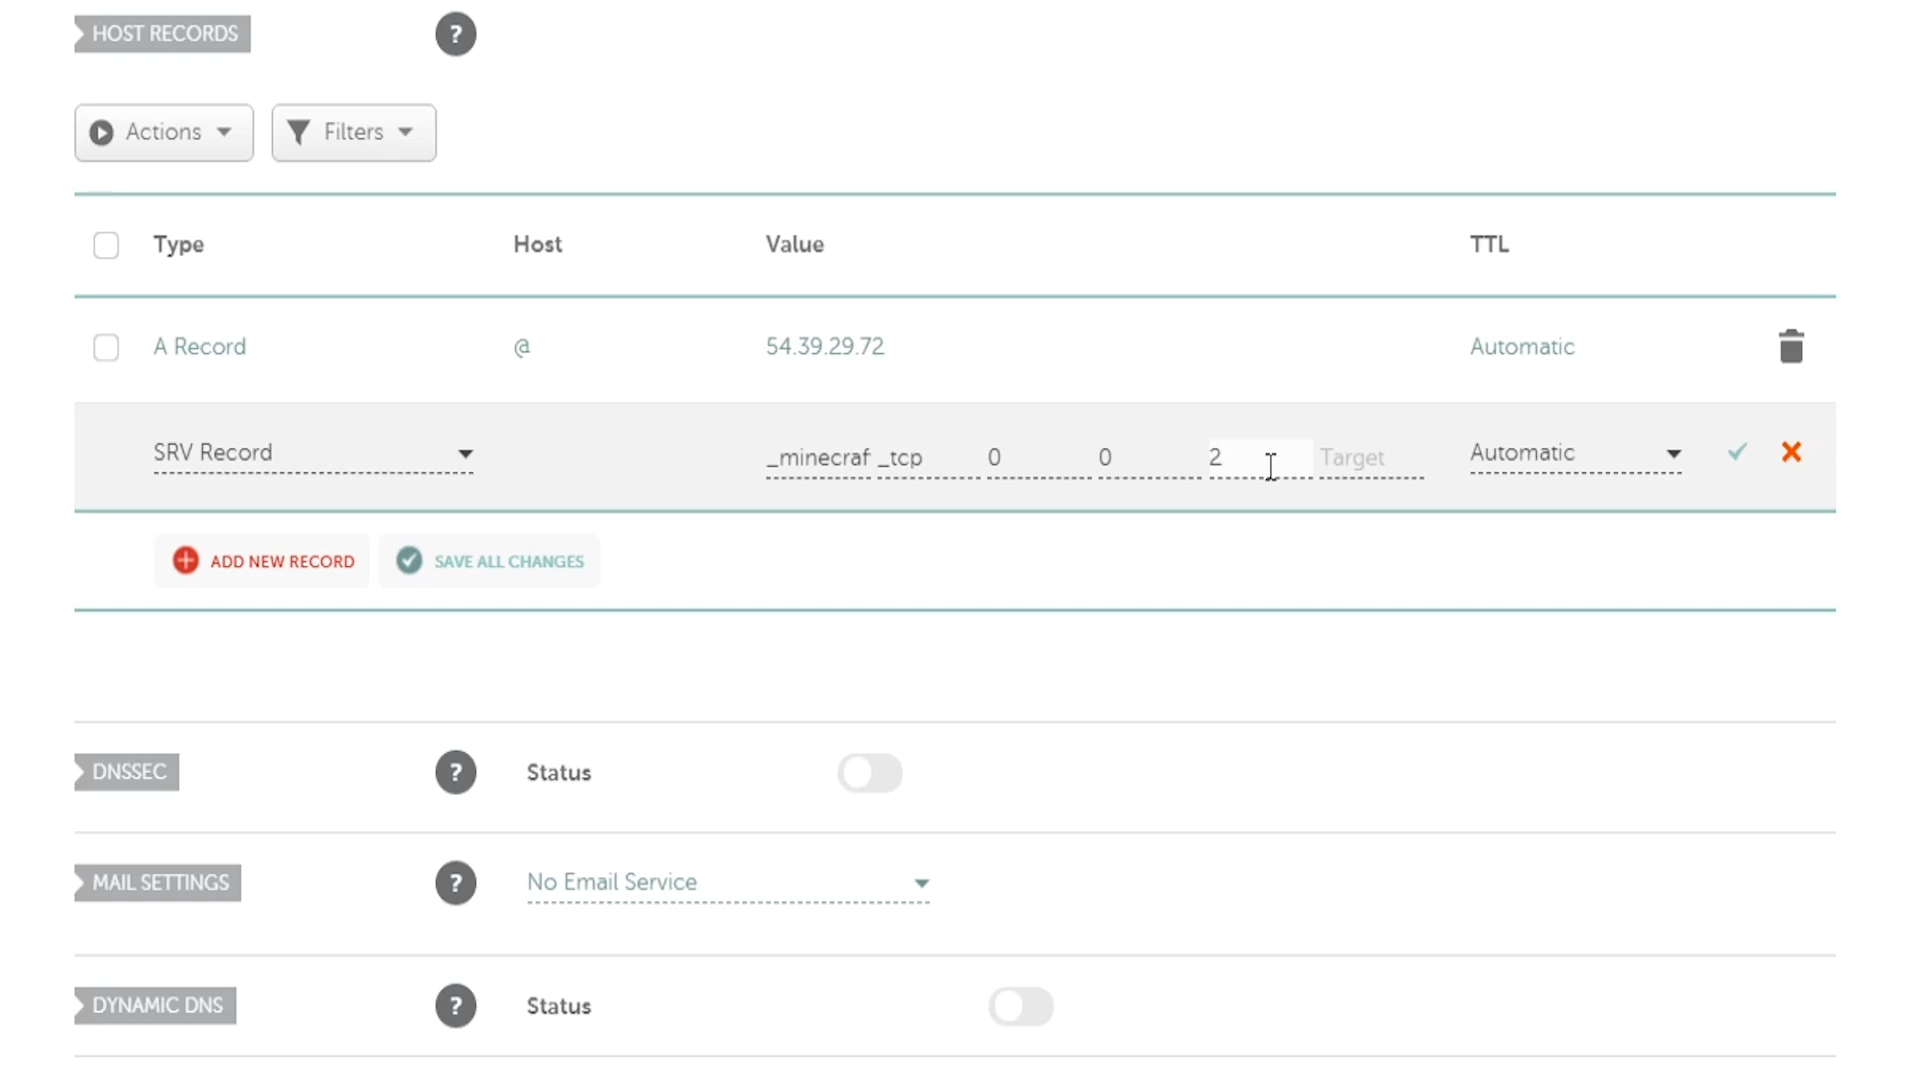 HOST RECORDS ?
Actions Filters
Type Host Value TTL
A Record @ 54.39.29.72 Automatic
SRV Record _minecraf _tcp 0 0 2 Target Automatic
ADD NEW RECORD SAVE ALL CHANGES
DNSSEC ? Status
MAIL SETTINGS ? No Email Service
DYNAMIC DNS ? Status